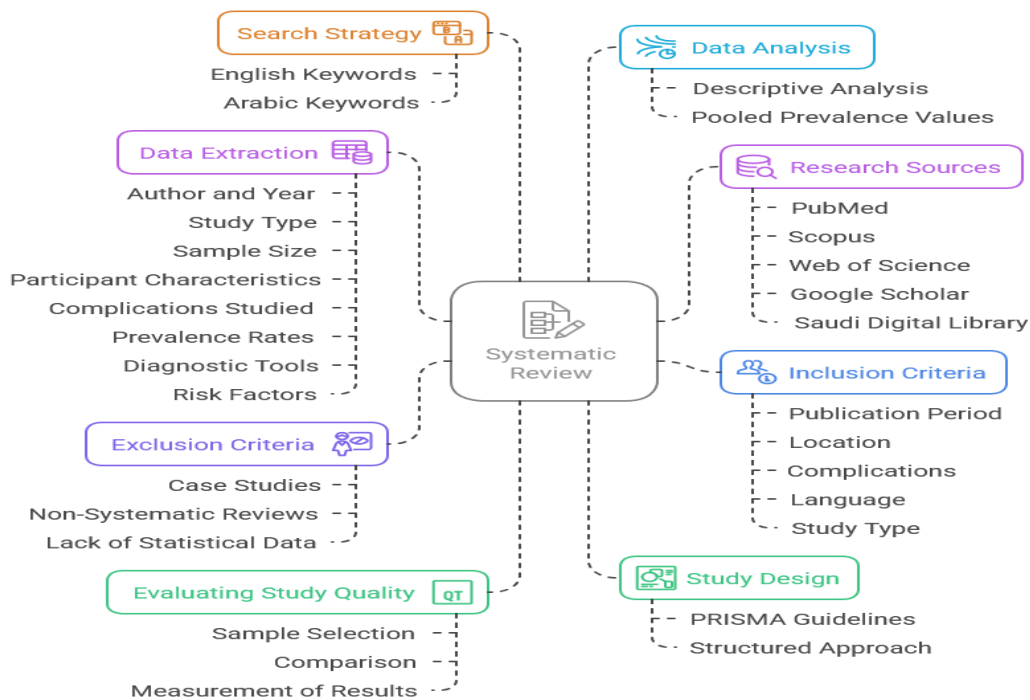 Search Strategy
English Keywords
Arabic Keywords
Data Extraction
Author and Year
Study Type
Sample Size
Participant Characteristics
Complications Studied
Prevalence Rates
Diagnostic Tools
Risk Factors
Exclusion Criteria
Case Studies
Non-Systematic Reviews
Lack of Statistical Data
Evaluating Study Quality
QT
Sample Selection
Comparison
Measurement of Results
Systematic
Review
Data Analysis
Descriptive Analysis
Pooled Prevalence Values
Research Sources
PubMed
Scopus
Web of Science
Google Scholar
Saudi Digital Library
Inclusion Criteria
Publication Period
Location
Complications
Language
Study Type
Study Design
PRISMA Guidelines
Structured Approach